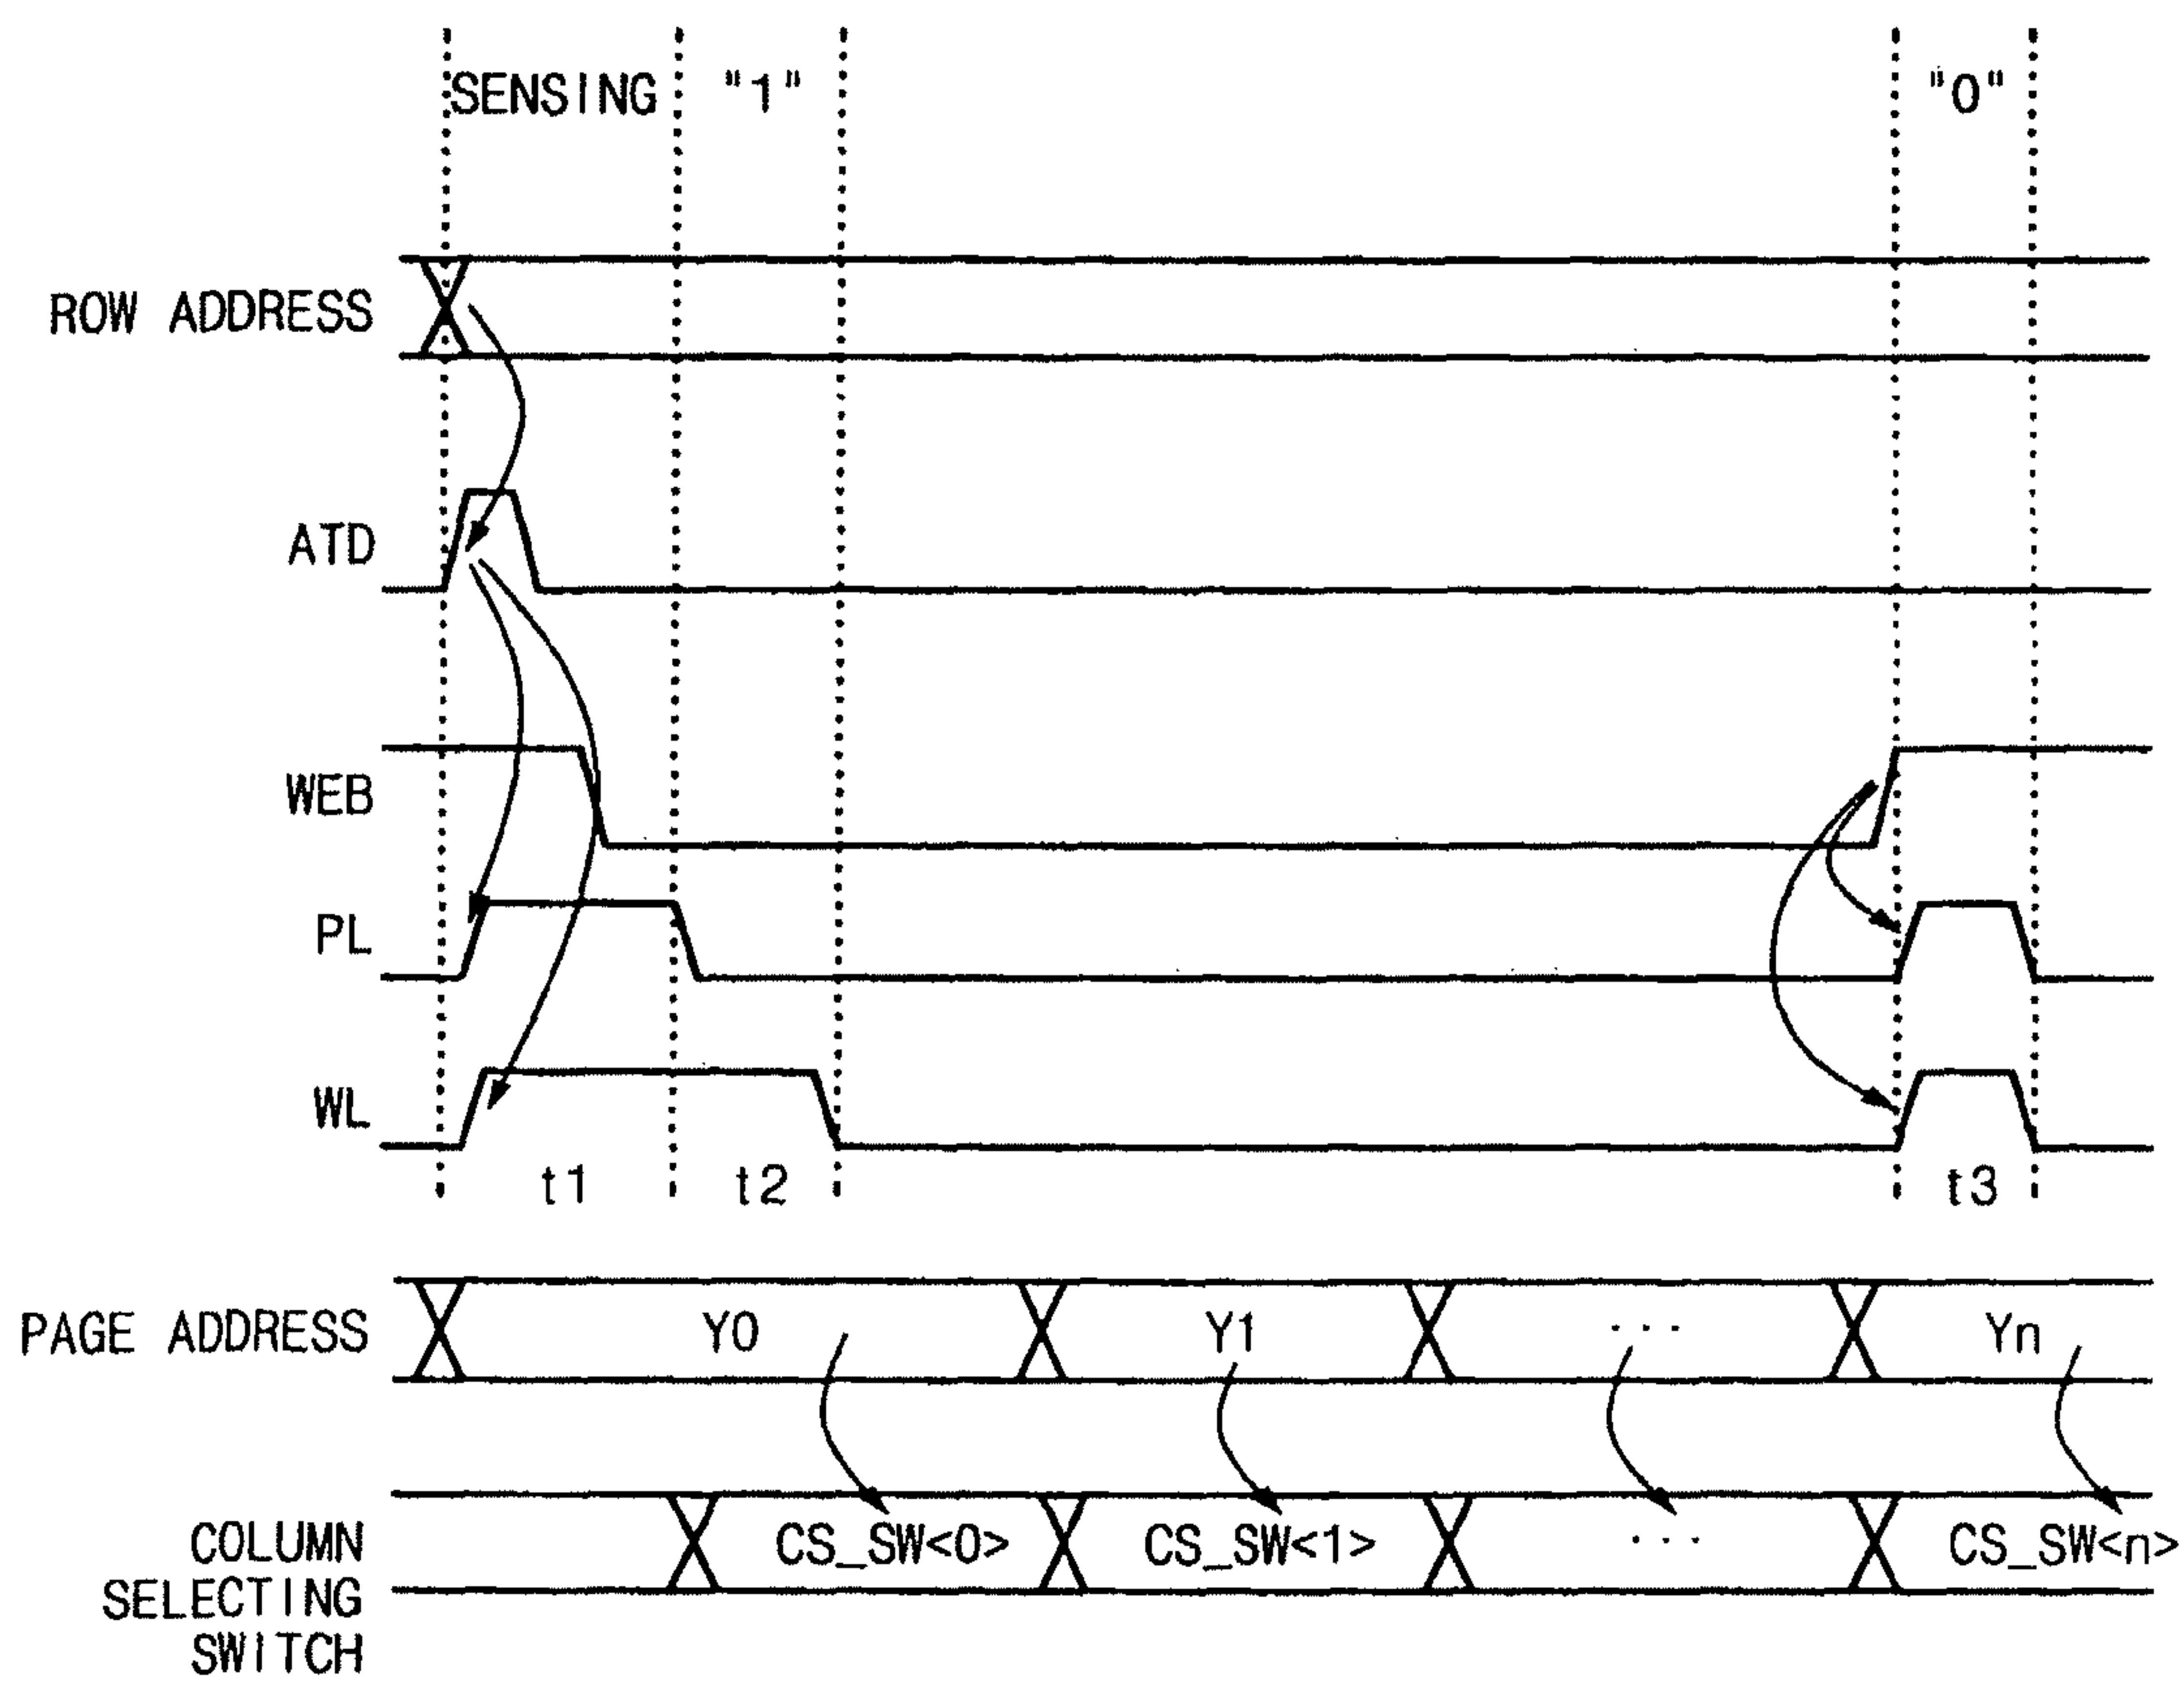 SENSING "1" "0"
ROW ADDRESS
ATD
WEB
PL
WL
t1 t2 t3
PAGE ADDRESS Y0 Y1 ... Yn
COLUMN SELECTING SWITCH CS_SW<0> CS_SW<1> ... CS_SW<n>